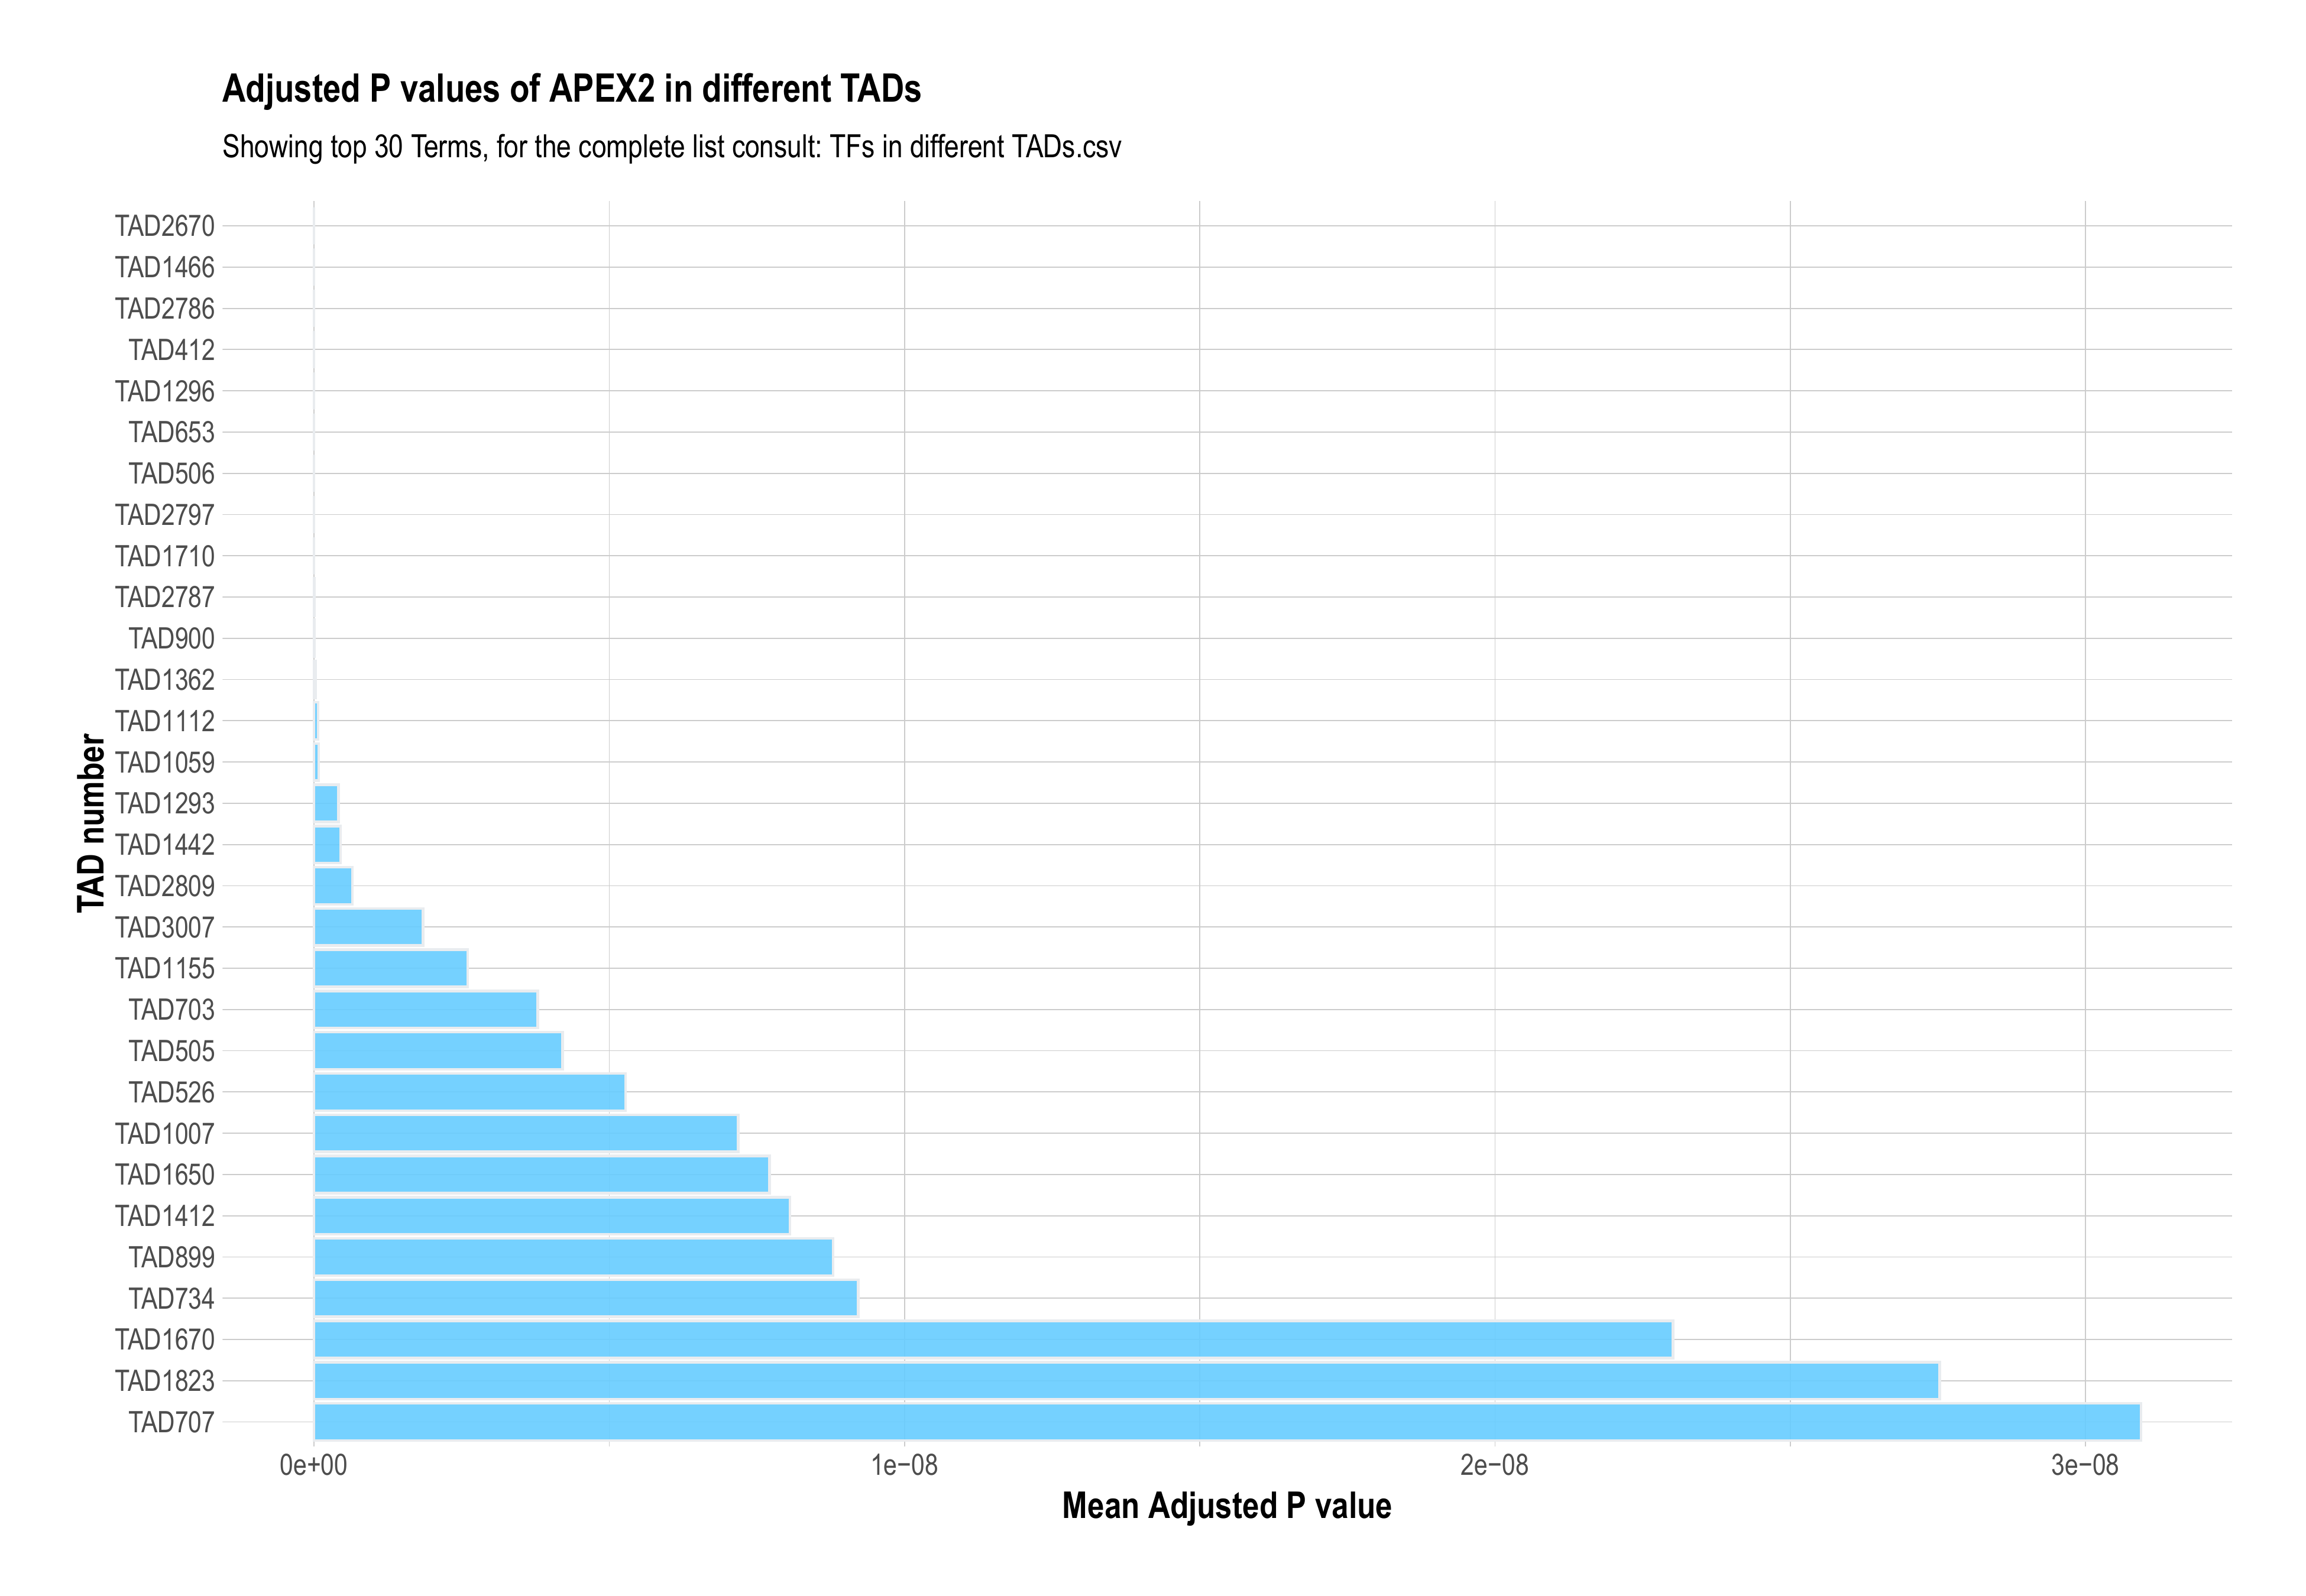 Adjusted P values of APEX2 in different TADs
Showing top 30 Terms, for the complete list consult: TFs in different TADs.csv
TAD number
TAD2670
TAD1466
TAD2786
TAD412
TAD1296
TAD653
TAD506
TAD2797
TAD1710
TAD2787
TAD900
TAD1362
TAD1112
TAD1059
TAD1293
TAD1442
TAD2809
TAD3007
TAD1155
TAD703
TAD505
TAD526
TAD1007
TAD1650
TAD1412
TAD899
TAD734
TAD1670
TAD1823
TAD707
0e+00 1e−08 2e−08 3e−08
Mean Adjusted P value